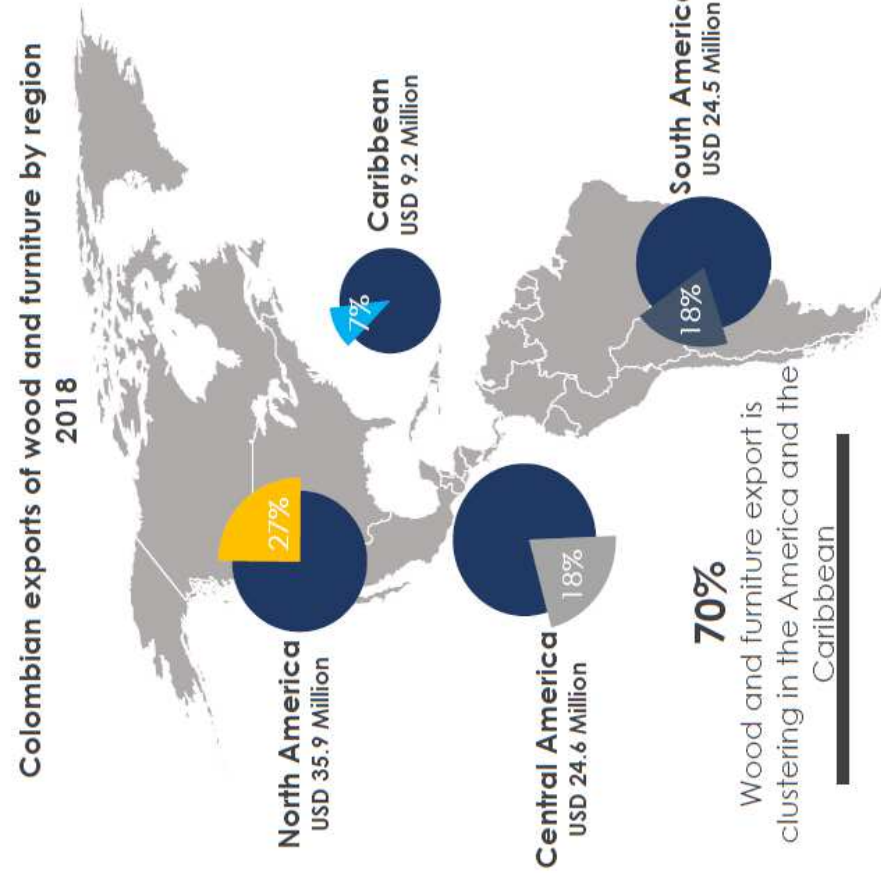 Colombian exports of wood and furniture by region
2018
North America
USD 35.9 Million
27%
Caribbean
USD 9.2 Million
7%
Central America
USD 24.6 Million
18%
South America
USD 24.5 Million
18%
70%
Wood and furniture export is
clustering in the America and the
Caribbean